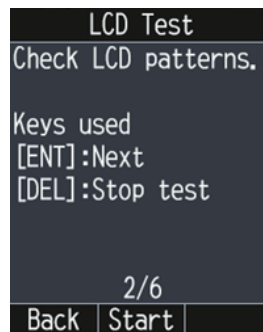 LCD Test
Check LCD patterns.
Keys used
[ENT]:Next
[DEL]:Stop test
2/6
Back Start